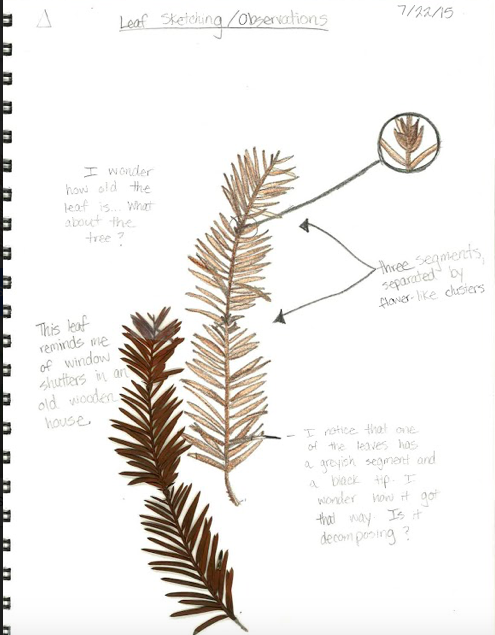 Leaf Sketching/Observations
7/22/15
I wonder
how old the
leaf is... What
about the
tree?
three segments,
separated by
flower-like clusters
This leaf
reminds me
of window
shutters in an
old wooden
house.
I notice that one
of the leaves has
a greyish segment and
a black tip. I
wonder how it got
that way. Is it
decomposing?